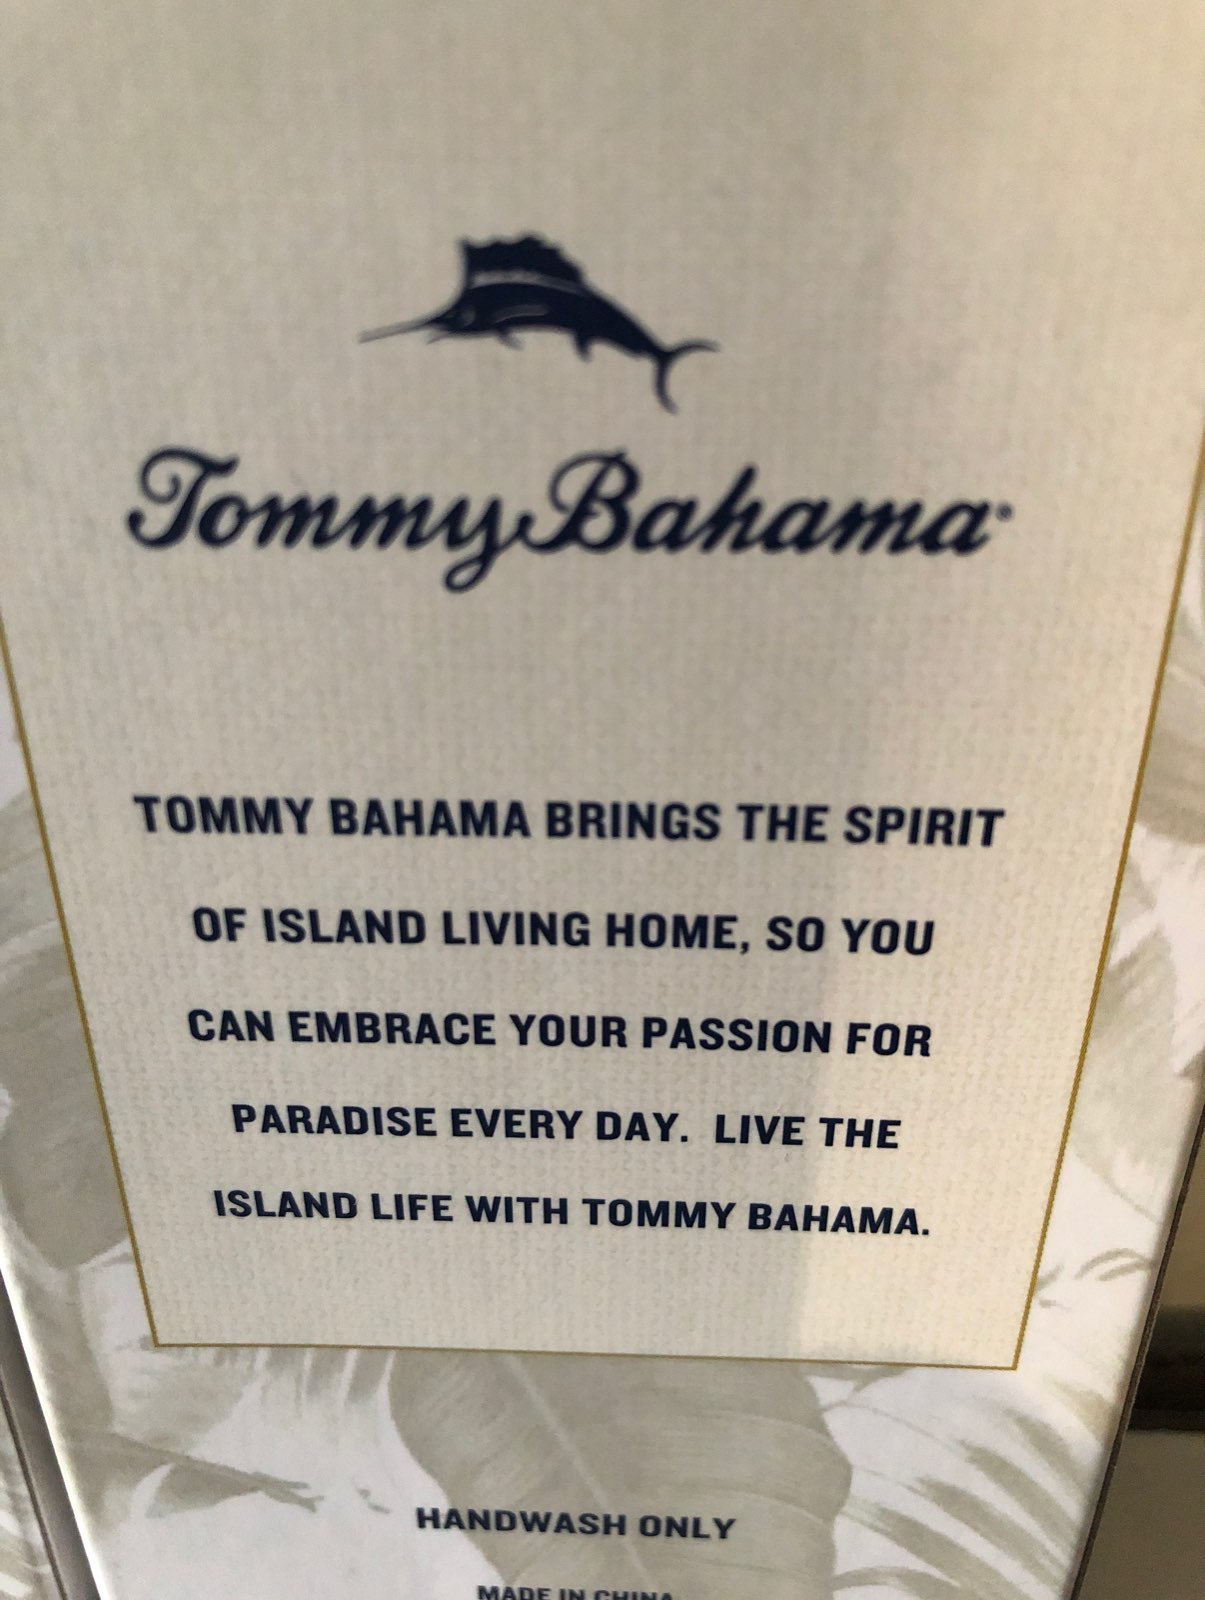 Tommy Bahama
TOMMY BAHAMA BRINGS THE SPIRIT
OF ISLAND LIVING HOME, SO YOU
CAN EMBRACE YOUR PASSION FOR
PARADISE EVERY DAY. LIVE THE
ISLAND LIFE WITH TOMMY BAHAMA.
HANDWASH ONLY
MADE IN CHINA